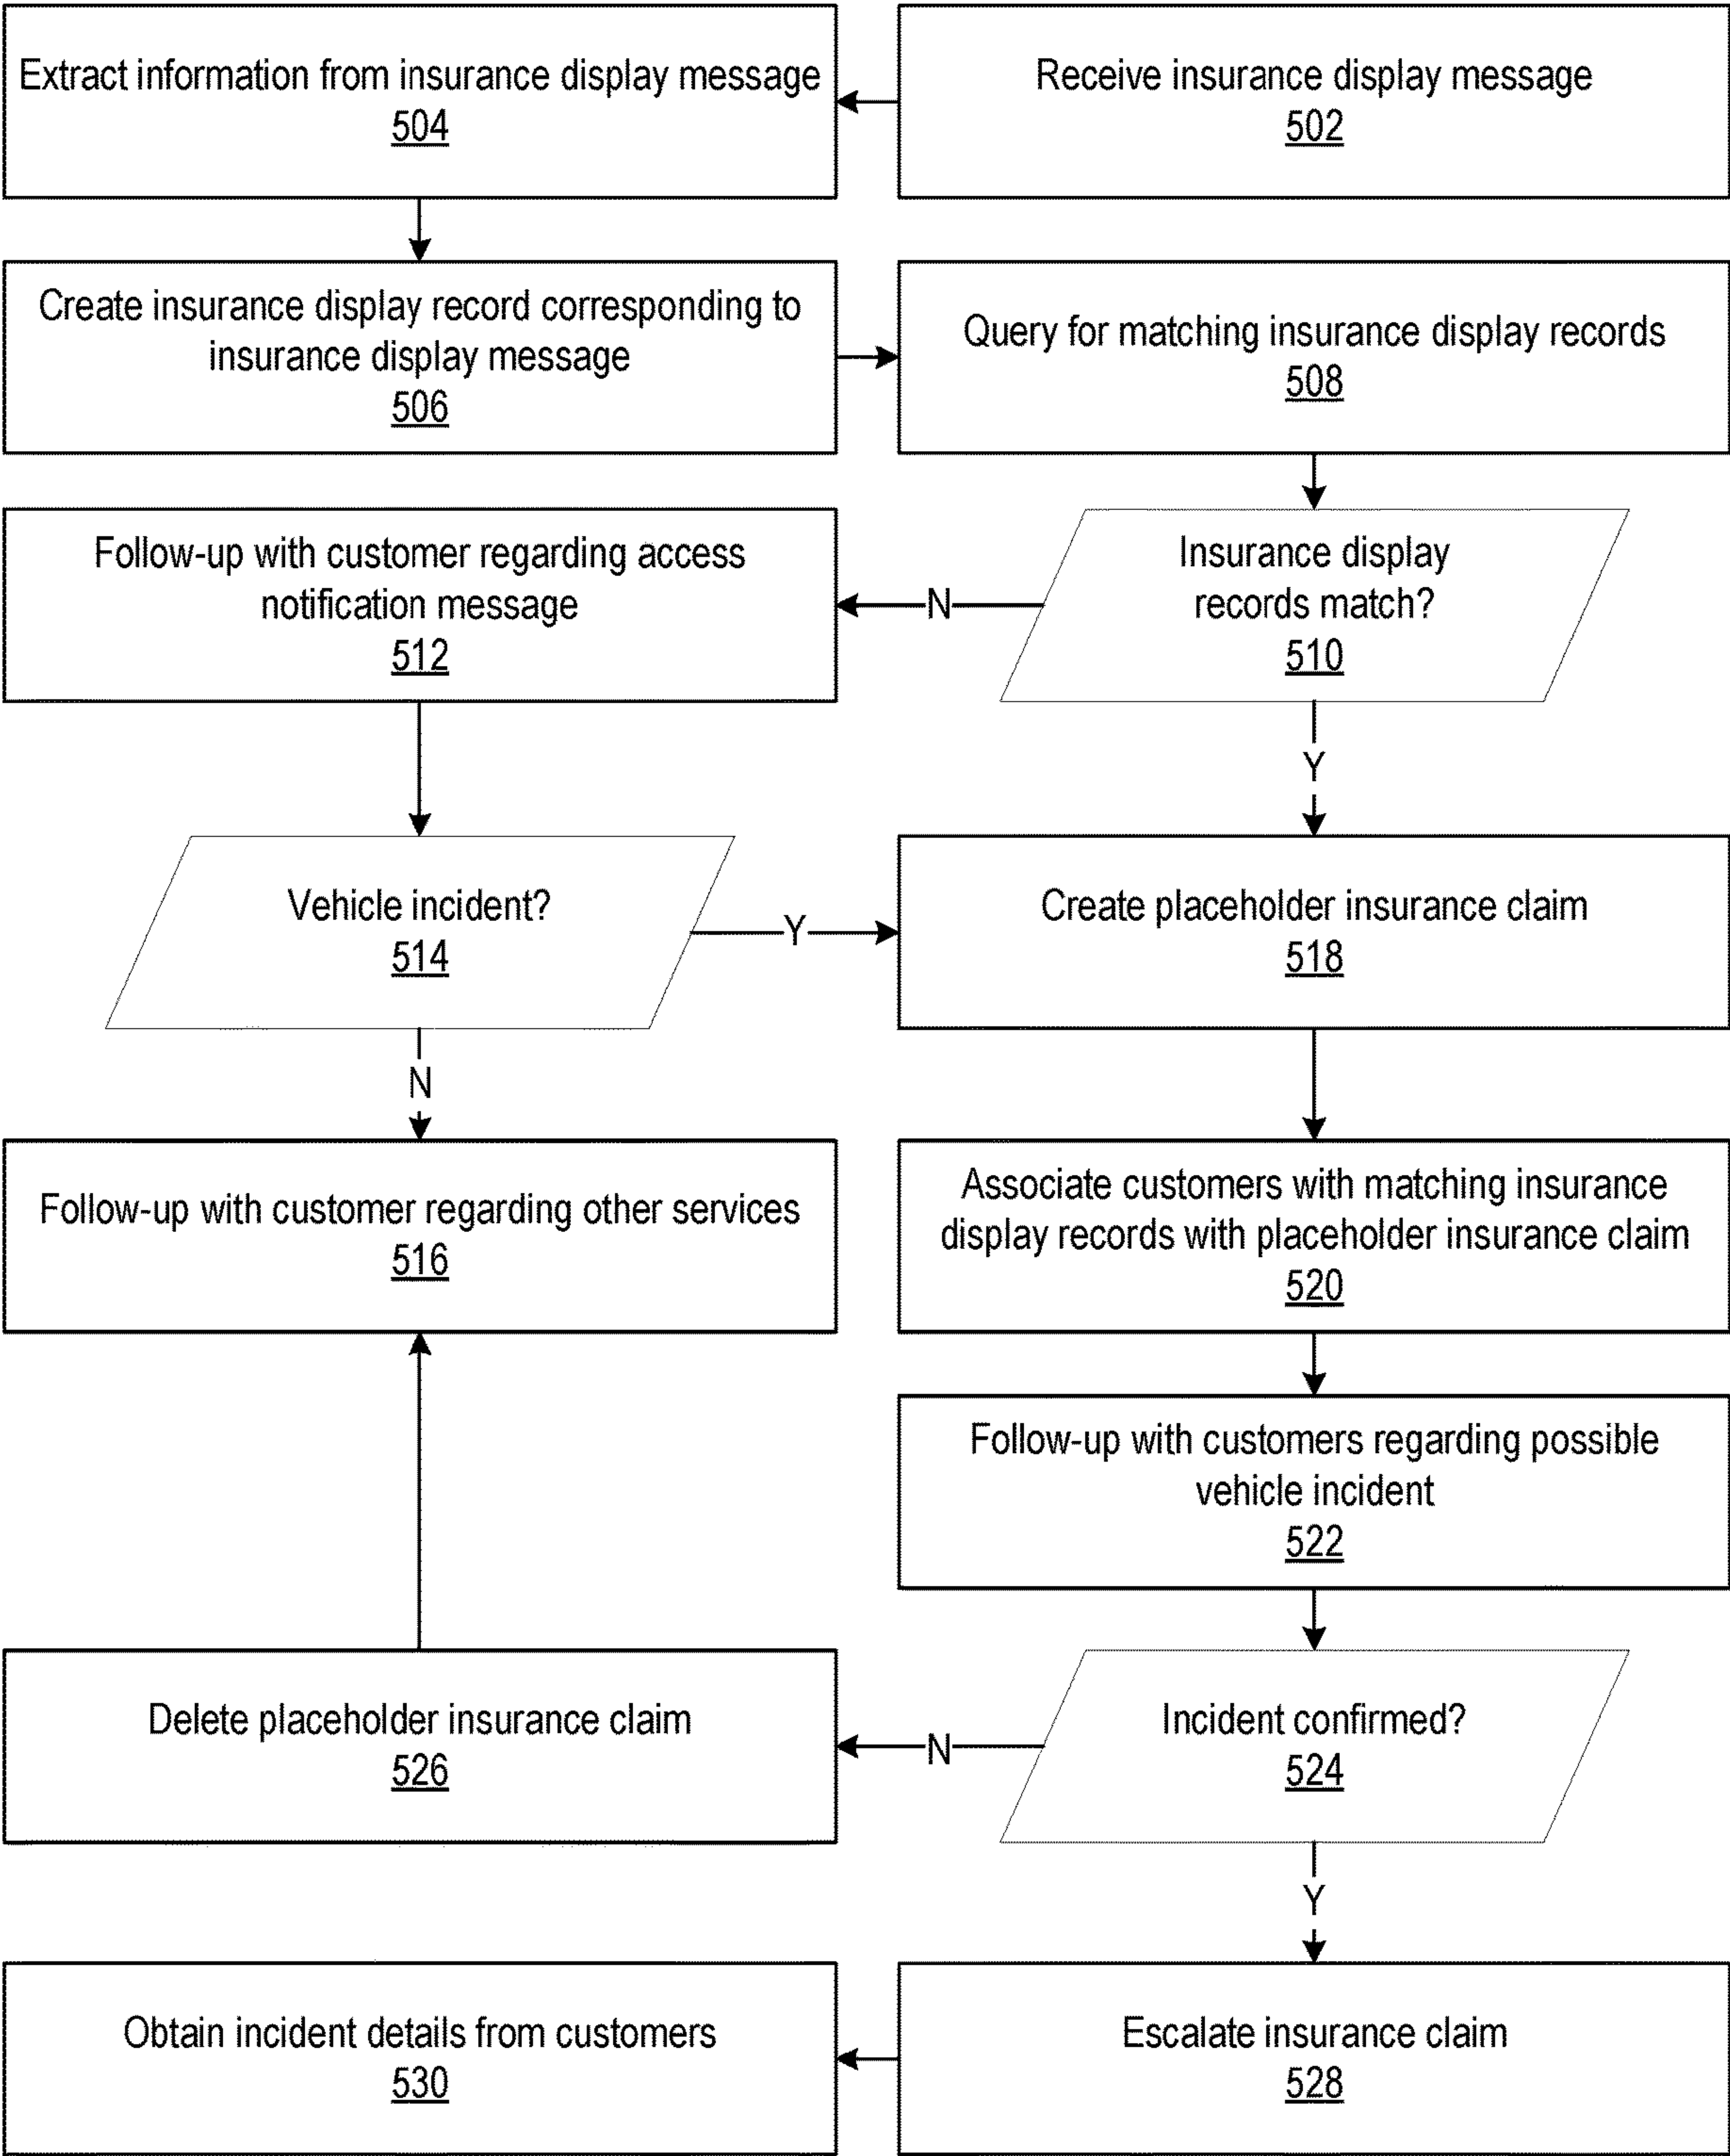 Extract information from insurance display message
504
Receive insurance display message
502
Create insurance display record corresponding to
insurance display message
506
Query for matching insurance display records
508
Follow-up with customer regarding access
notification message
512
N
Insurance display
records match?
510
Y
Vehicle incident?
514
Y
Create placeholder insurance claim
518
N
Follow-up with customer regarding other services
516
Associate customers with matching insurance
display records with placeholder insurance claim
520
Follow-up with customers regarding possible
vehicle incident
522
Delete placeholder insurance claim
526
N
Incident confirmed?
524
Y
Obtain incident details from customers
530
Escalate insurance claim
528